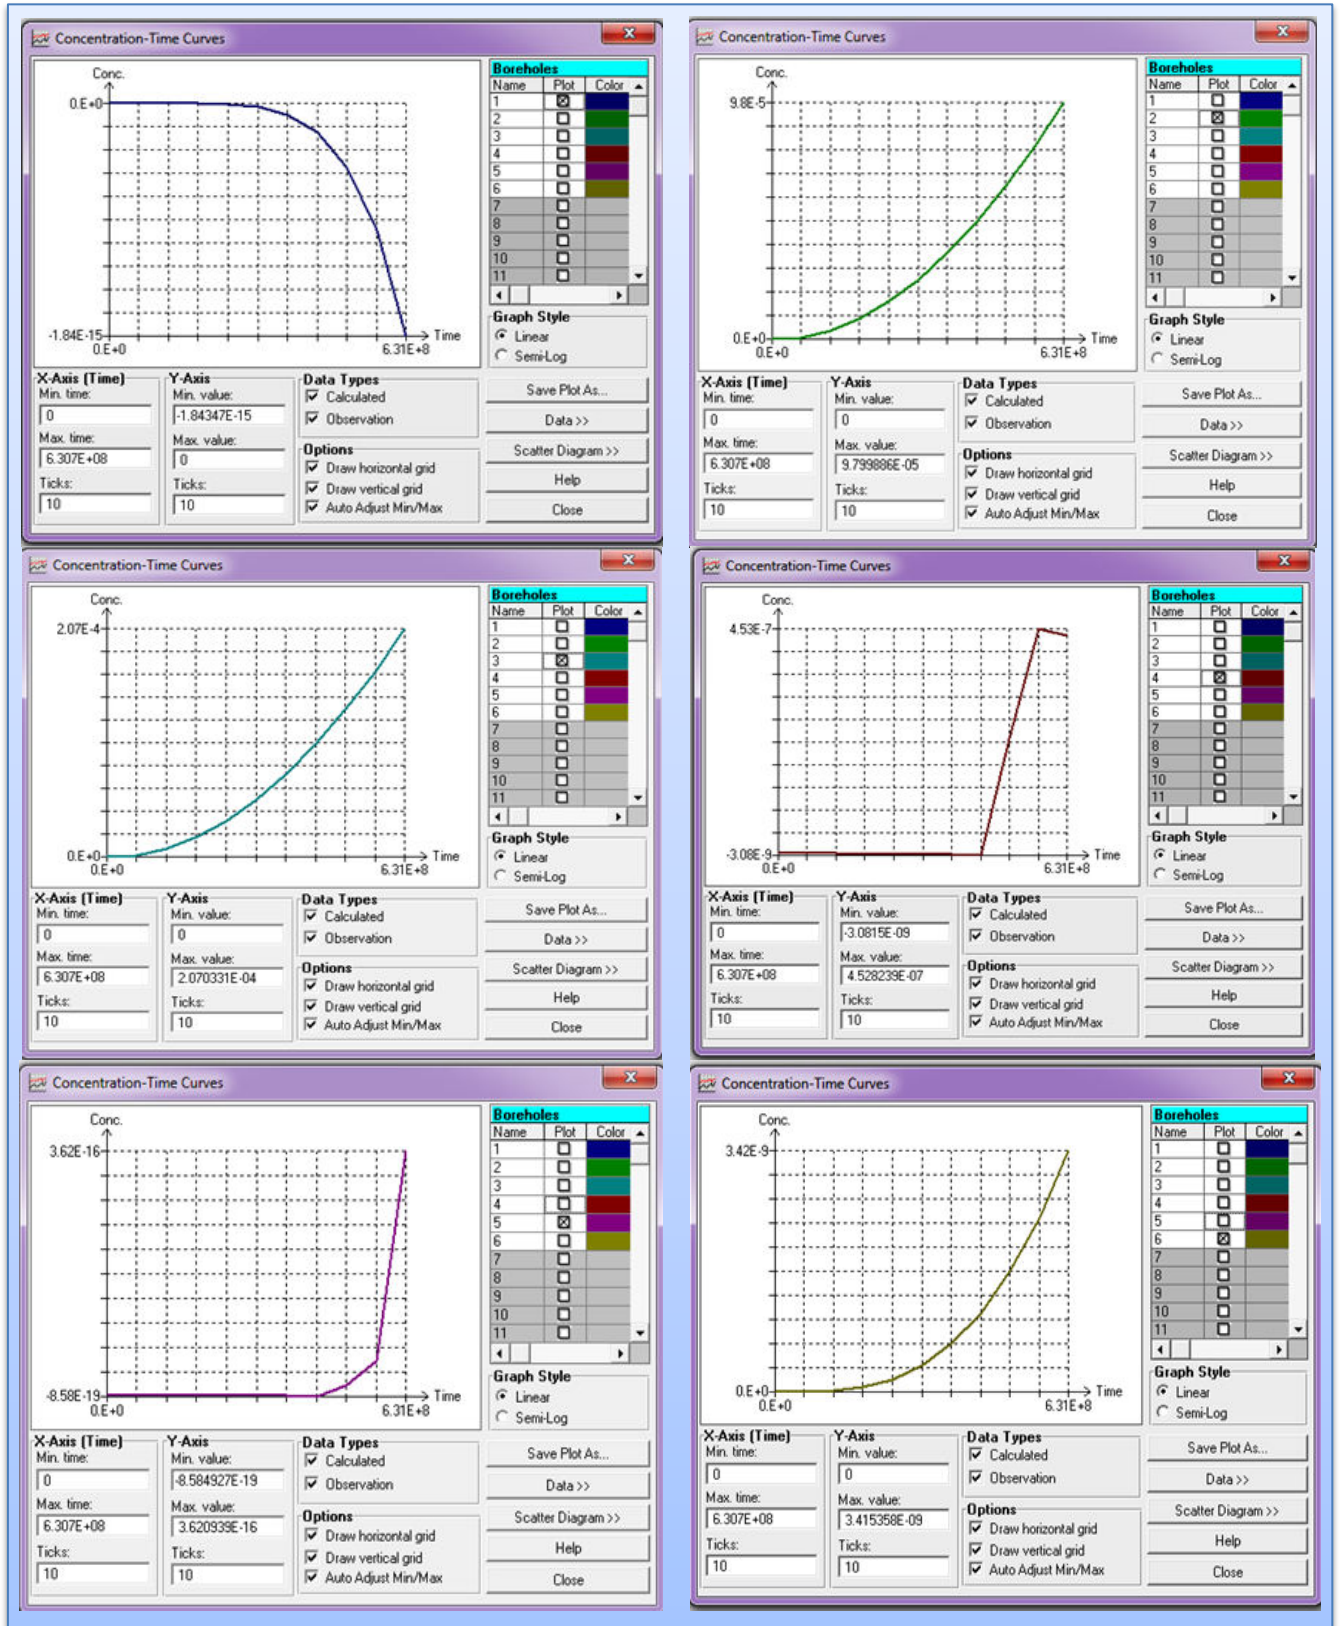 Concentration-Time Curves
Conc.
0.E+0
-1.84E-15
0.E+0
6.31E+8
Time
Boreholes
Name Plot Color
1
2
3
4
5
6
7
8
9
10
11
Graph Style
Linear
Semi-Log
X-Axis (Time)
Min. time:
0
Max. time:
6.307E+08
Ticks:
10
Y-Axis
Min. value:
-1.84347E-15
Max. value:
0
Ticks:
10
Data Types
Calculated
Observation
Options
Draw horizontal grid
Draw vertical grid
Auto Adjust Min/Max
Save Plot As...
Data >>
Scatter Diagram >>
Help
Close
Concentration-Time Curves
Conc.
9.8E-5
0.E+0
0.E+0
6.31E+8
Time
Boreholes
Name Plot Color
1
2
3
4
5
6
7
8
9
10
11
Graph Style
Linear
Semi-Log
X-Axis (Time)
Min. time:
0
Max. time:
6.307E+08
Ticks:
10
Y-Axis
Min. value:
0
Max. value:
9.799886E-05
Ticks:
10
Data Types
Calculated
Observation
Options
Draw horizontal grid
Draw vertical grid
Auto Adjust Min/Max
Save Plot As...
Data >>
Scatter Diagram >>
Help
Close
Concentration-Time Curves
Conc.
2.07E-4
0.E+0
0.E+0
6.31E+8
Time
Boreholes
Name Plot Color
1
2
3
4
5
6
7
8
9
10
11
Graph Style
Linear
Semi-Log
X-Axis (Time)
Min. time:
0
Max. time:
6.307E+08
Ticks:
10
Y-Axis
Min. value:
0
Max. value:
2.070331E-04
Ticks:
10
Data Types
Calculated
Observation
Options
Draw horizontal grid
Draw vertical grid
Auto Adjust Min/Max
Save Plot As...
Data >>
Scatter Diagram >>
Help
Close
Concentration-Time Curves
Conc.
4.53E-7
-3.08E-9
0.E+0
6.31E+8
Time
Boreholes
Name Plot Color
1
2
3
4
5
6
7
8
9
10
11
Graph Style
Linear
Semi-Log
X-Axis (Time)
Min. time:
0
Max. time:
6.307E+08
Ticks:
10
Y-Axis
Min. value:
-3.0815E-09
Max. value:
4.528239E-07
Ticks:
10
Data Types
Calculated
Observation
Options
Draw horizontal grid
Draw vertical grid
Auto Adjust Min/Max
Save Plot As...
Data >>
Scatter Diagram >>
Help
Close
Concentration-Time Curves
Conc.
3.62E-16
-8.58E-19
0.E+0
6.31E+8
Time
Boreholes
Name Plot Color
1
2
3
4
5
6
7
8
9
10
11
Graph Style
Linear
Semi-Log
X-Axis (Time)
Min. time:
0
Max. time:
6.307E+08
Ticks:
10
Y-Axis
Min. value:
-8.584927E-19
Max. value:
3.620939E-16
Ticks:
10
Data Types
Calculated
Observation
Options
Draw horizontal grid
Draw vertical grid
Auto Adjust Min/Max
Save Plot As...
Data >>
Scatter Diagram >>
Help
Close
Concentration-Time Curves
Conc.
3.42E-9
0.E+0
0.E+0
6.31E+8
Time
Boreholes
Name Plot Color
1
2
3
4
5
6
7
8
9
10
11
Graph Style
Linear
Semi-Log
X-Axis (Time)
Min. time:
0
Max. time:
6.307E+08
Ticks:
10
Y-Axis
Min. value:
0
Max. value:
3.415358E-09
Ticks:
10
Data Types
Calculated
Observation
Options
Draw horizontal grid
Draw vertical grid
Auto Adjust Min/Max
Save Plot As...
Data >>
Scatter Diagram >>
Help
Close